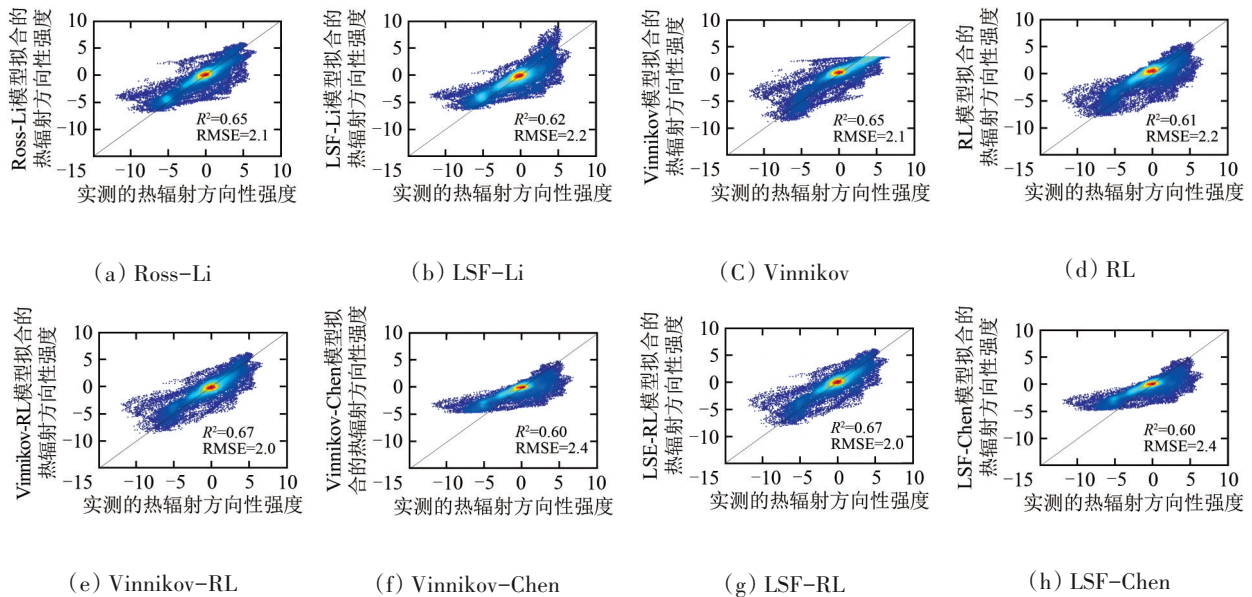 Ross-Li模型拟合的
热辐射方向性强度
10
5
0
-5
-10
-15
-10
-5
0
5
10
R²=0.65
RMSE=2.1
实测的热辐射方向性强度
(a) Ross-Li
LSF-Li模型拟合的
热辐射方向性强度
10
5
0
-5
-10
-15
-10
-5
0
5
10
R²=0.62
RMSE=2.2
实测的热辐射方向性强度
(b) LSF-Li
Vinnikov模型拟合的
热辐射方向性强度
10
5
0
-5
-10
-15
-10
-5
0
5
10
R²=0.65
RMSE=2.1
实测的热辐射方向性强度
(C) Vinnikov
RL模型拟合的
热辐射方向性强度
10
5
0
-5
-10
-15
-10
-5
0
5
10
R²=0.61
RMSE=2.2
实测的热辐射方向性强度
(d) RL
Vinnikov-RL模型拟合的
热辐射方向性强度
10
5
0
-5
-10
-15
-10
-5
0
5
10
R²=0.67
RMSE=2.0
实测的热辐射方向性强度
(e) Vinnikov-RL
Vinnikov-Chen模型拟
合的热辐射方向性强度
10
5
0
-5
-10
-15
-10
-5
0
5
10
R²=0.60
RMSE=2.4
实测的热辐射方向性强度
(f) Vinnikov-Chen
LSE-RL模型拟合的
热辐射方向性强度
10
5
0
-5
-10
-15
-10
-5
0
5
10
R²=0.67
RMSE=2.0
实测的热辐射方向性强度
(g) LSF-RL
LSF-Chen模型拟合的
热辐射方向性强度
10
5
0
-5
-10
-15
-10
-5
0
5
10
R²=0.60
RMSE=2.4
实测的热辐射方向性强度
(h) LSF-Chen